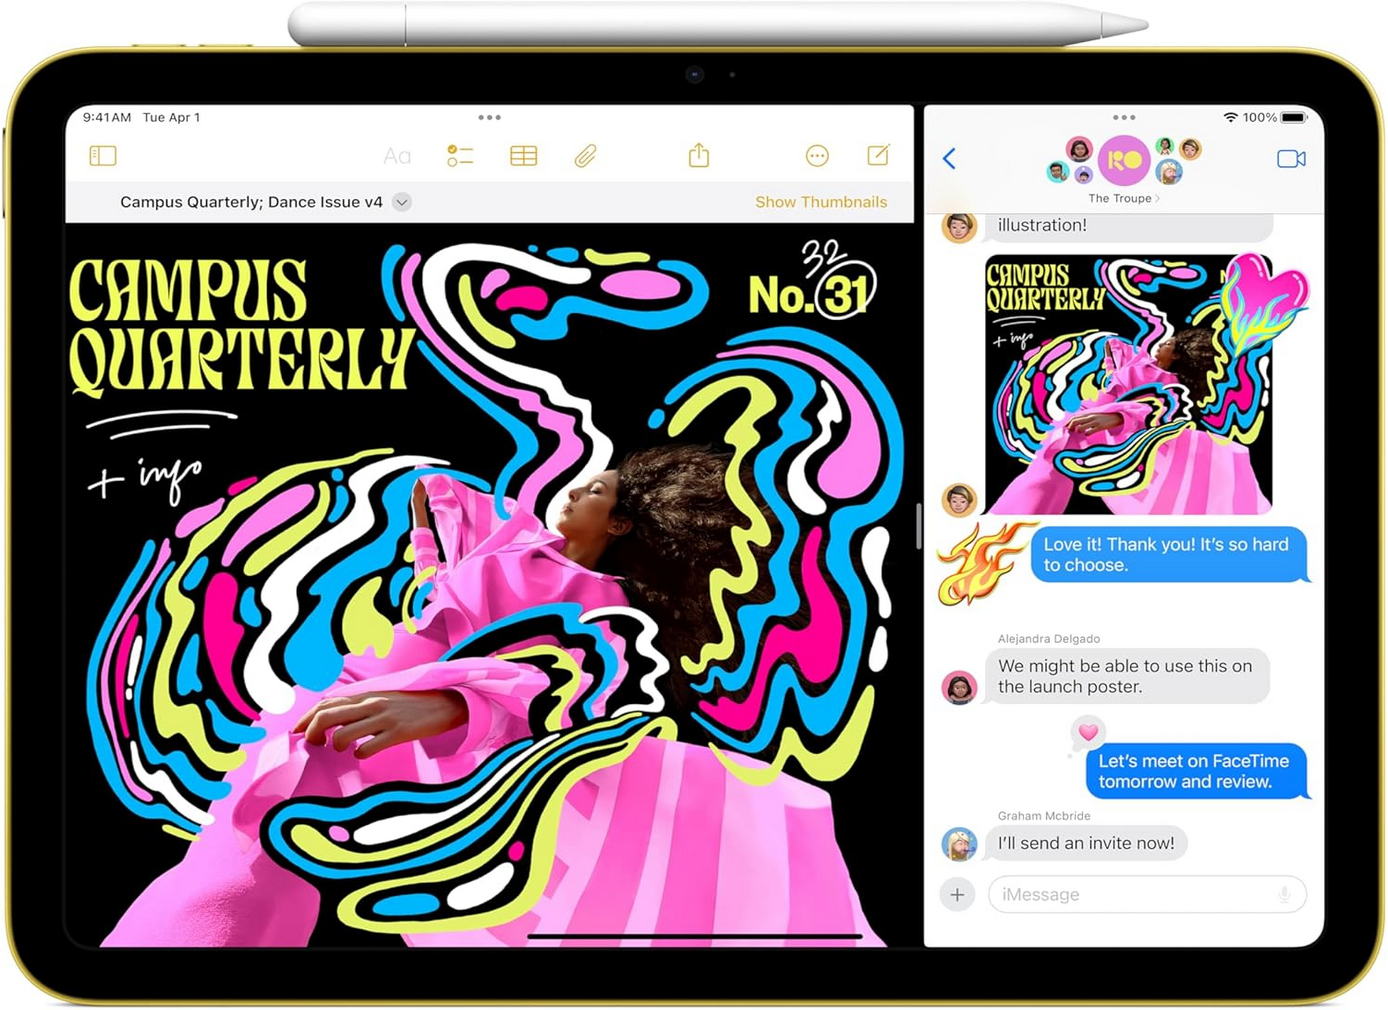 9:41 AM Tue Apr 1
Aa
Campus Quarterly; Dance Issue v4
Show Thumbnails
CAMPUS
QUARTERLY
+ info
32
No. 31
100%
RO
The Troupe
illustration!
CAMPUS
QUARTERLY
+ info
Love it! Thank you! It's so hard
to choose.
Alejandra Delgado
We might be able to use this on
the launch poster.
Let's meet on FaceTime
tomorrow and review.
Graham Mcbride
I'll send an invite now!
iMessage